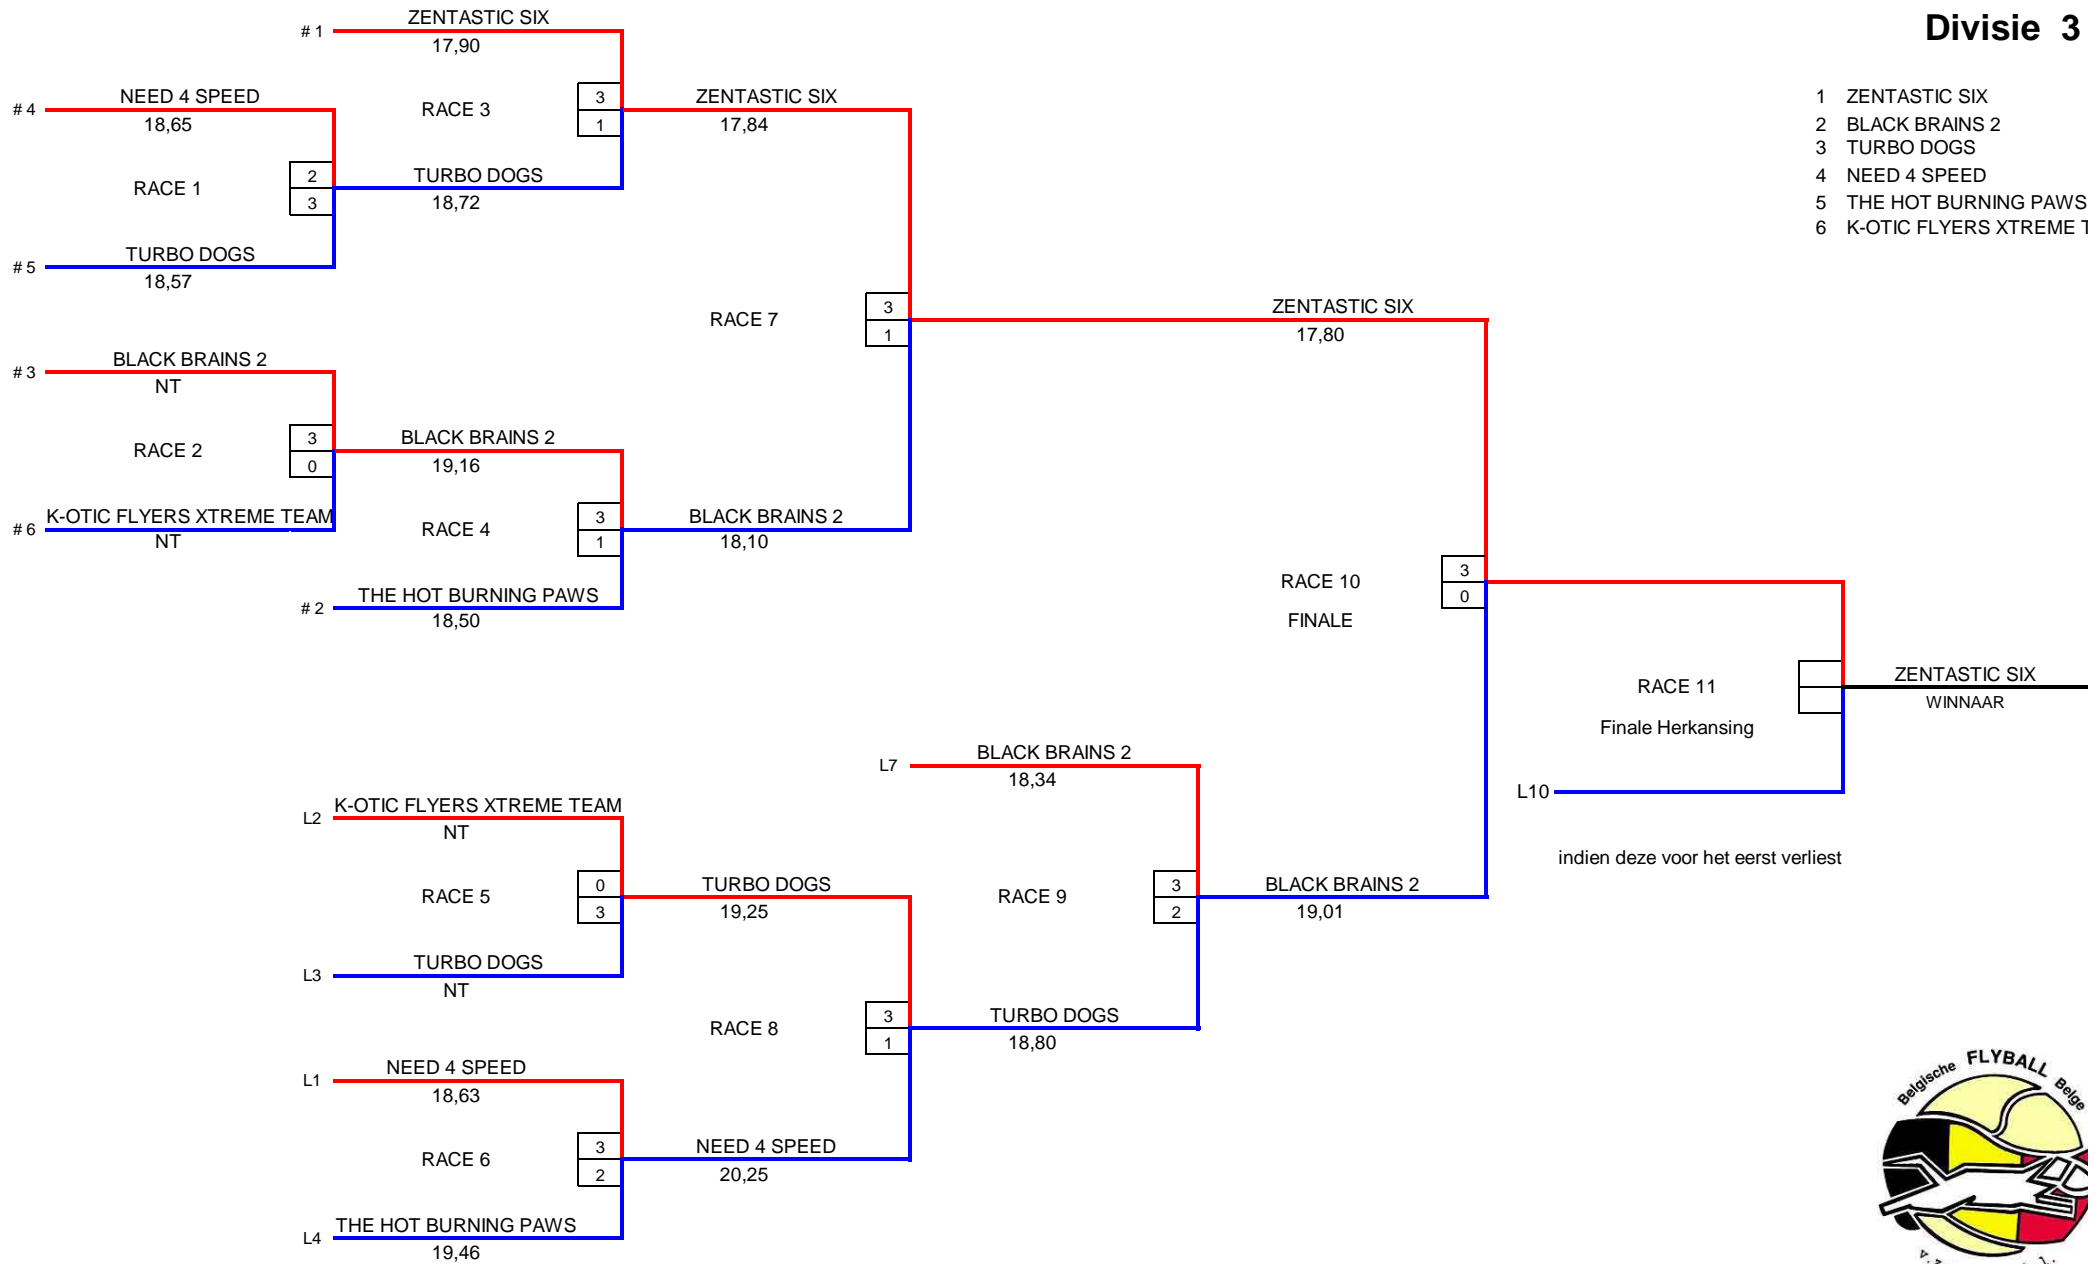 Divisie 3
1 ZENTASTIC SIX
2 BLACK BRAINS 2
3 TURBO DOGS
4 NEED 4 SPEED
5 THE HOT BURNING PAWS
6 K-OTIC FLYERS XTREME
# 1
ZENTASTIC SIX
17,90
# 4
NEED 4 SPEED
18,65
RACE 3
3
1
ZENTASTIC SIX
17,84
RACE 1
2
3
TURBO DOGS
18,72
# 5
TURBO DOGS
18,57
RACE 7
3
1
ZENTASTIC SIX
17,80
# 3
BLACK BRAINS 2
NT
RACE 2
3
0
BLACK BRAINS 2
19,16
# 6
K-OTIC FLYERS XTREME TEAM
NT
RACE 4
3
1
BLACK BRAINS 2
18,10
# 2
THE HOT BURNING PAWS
18,50
RACE 10
FINALE
3
0
RACE 11
Finale Herkansing
ZENTASTIC SIX
WINNAAR
L10
indien deze voor het eerst verliest
L7
BLACK BRAINS 2
18,34
L2
K-OTIC FLYERS XTREME TEAM
NT
RACE 5
0
3
TURBO DOGS
19,25
RACE 9
3
2
BLACK BRAINS 2
19,01
L3
TURBO DOGS
NT
RACE 8
3
1
TURBO DOGS
18,80
L1
NEED 4 SPEED
18,63
RACE 6
3
2
NEED 4 SPEED
20,25
L4
THE HOT BURNING PAWS
19,46
Belgische FLYBALL Belge